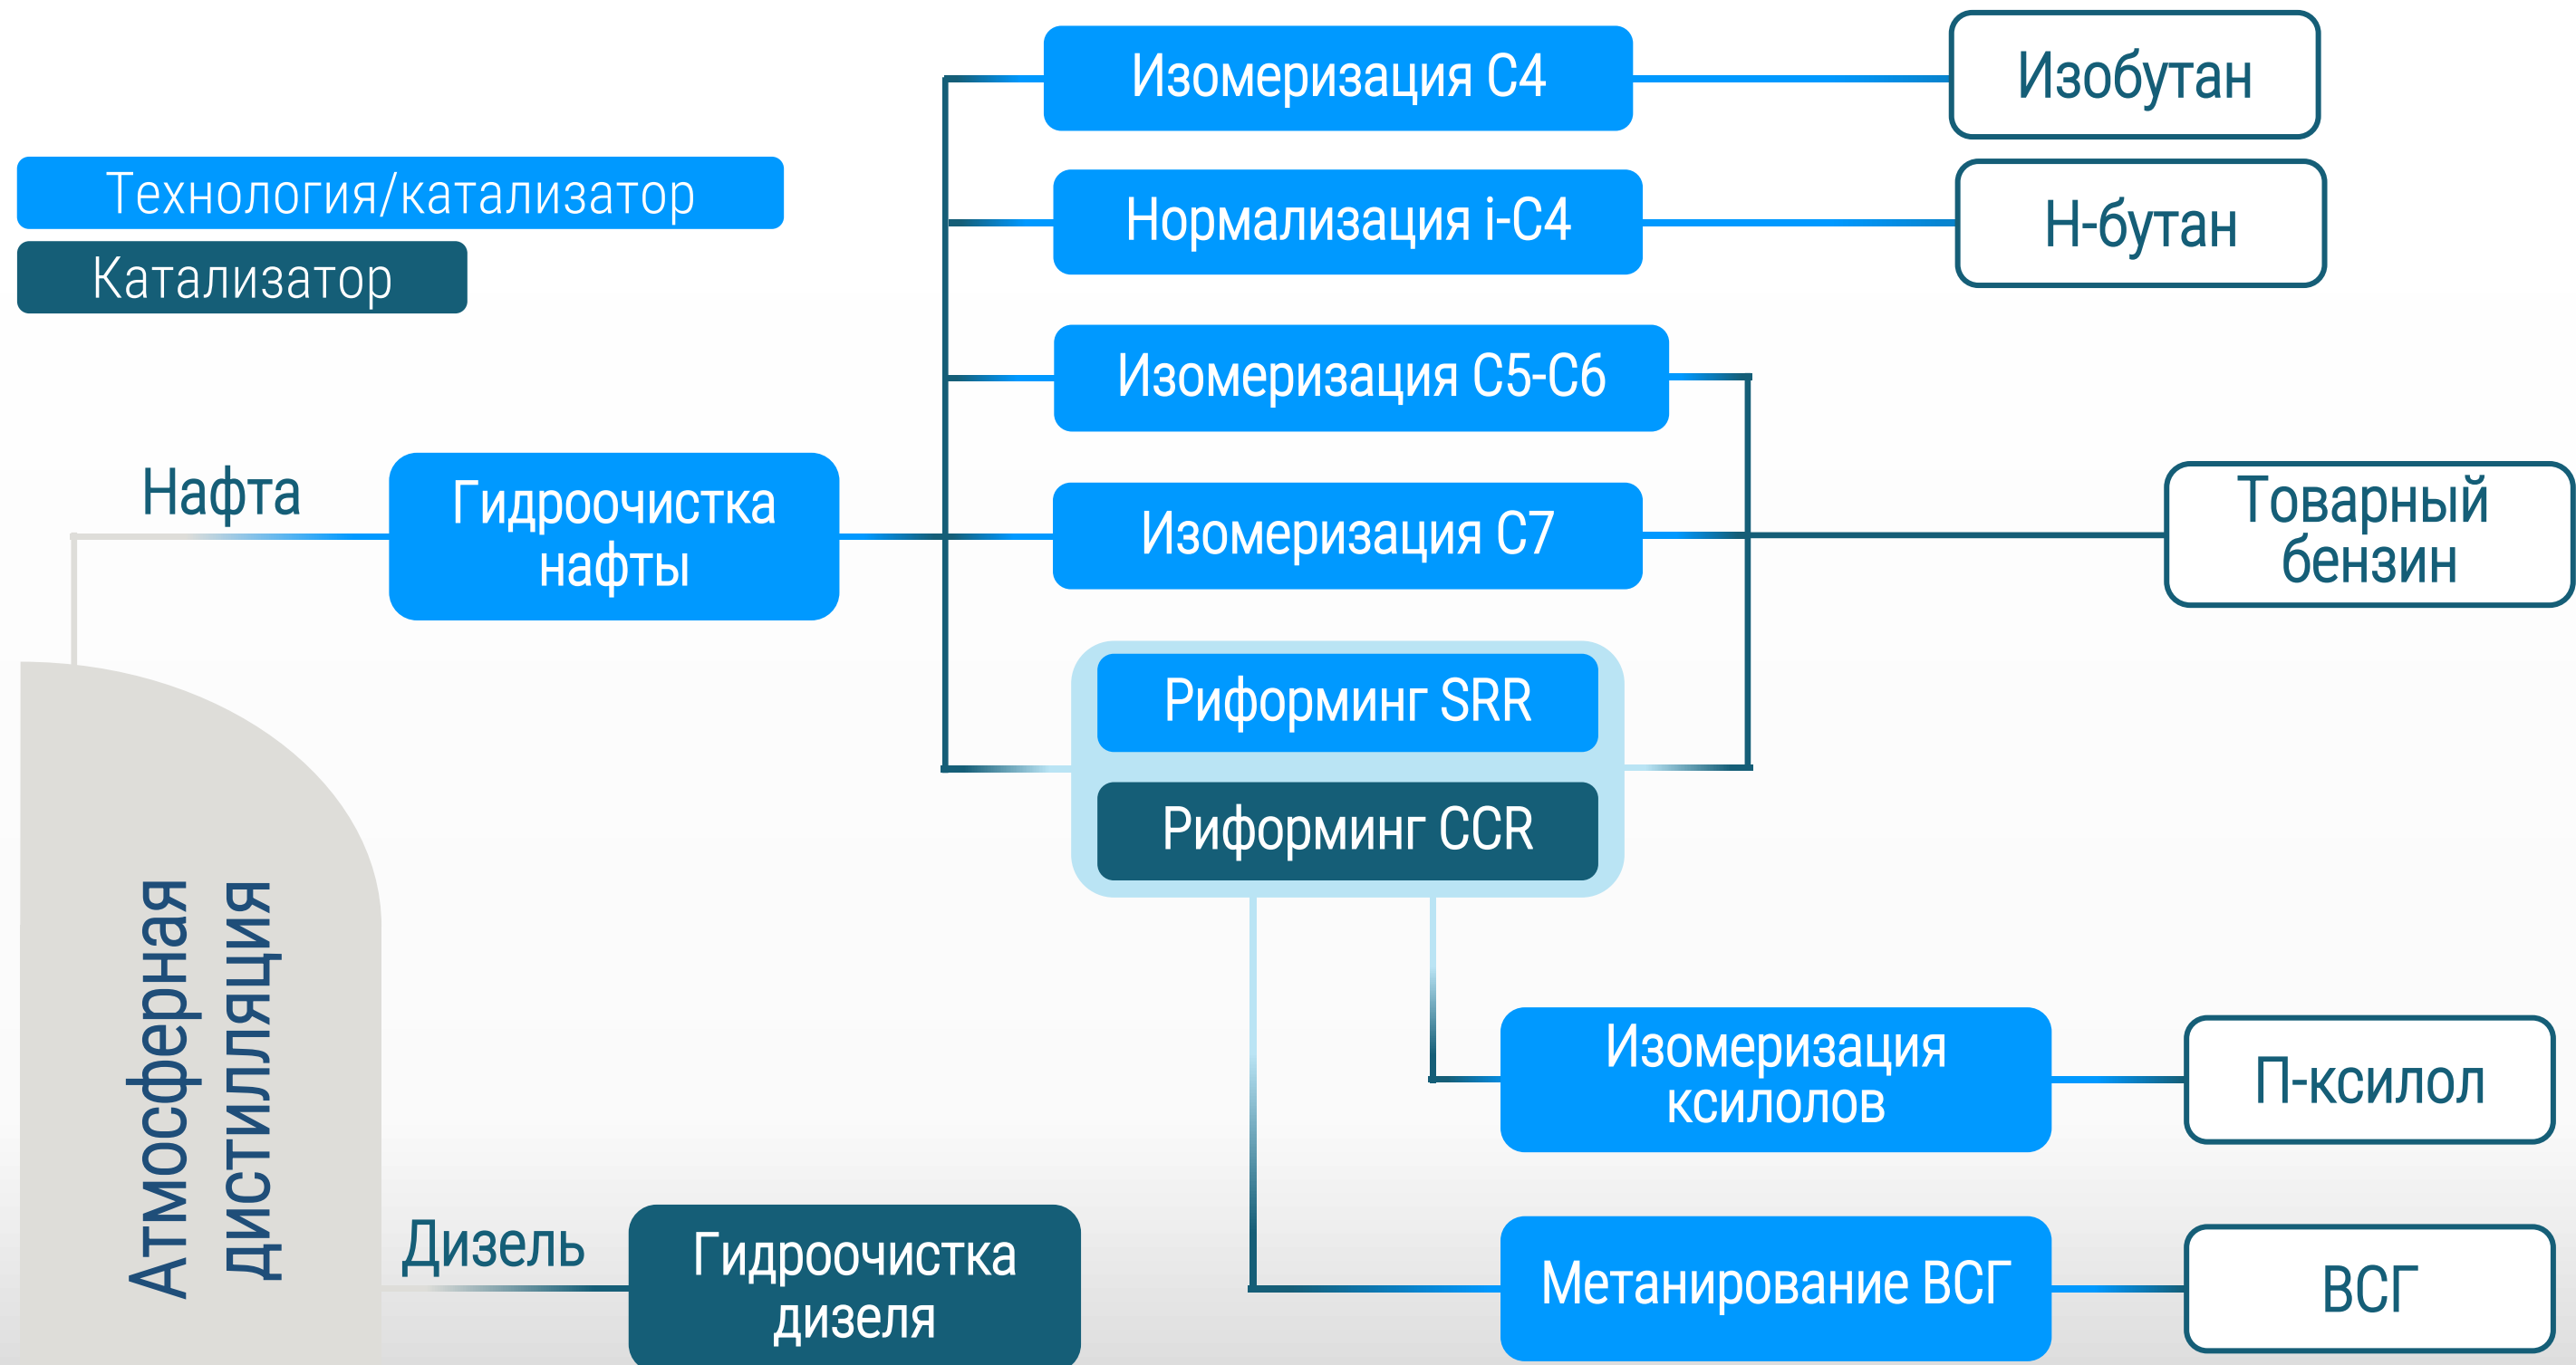 Технология/катализатор
Катализатор
Изомеризация С4
Изобутан
Нормализация i-C4
Н-бутан
Изомеризация С5-С6
Нафта
Гидроочистка
нафты
Изомеризация С7
Товарный
бензин
Риформинг SRR
Риформинг CCR
Атмосферная
дистилляция
Изомеризация
ксилолов
П-ксилол
Дизель
Гидроочистка
дизеля
Метанирование ВСГ
ВСГ